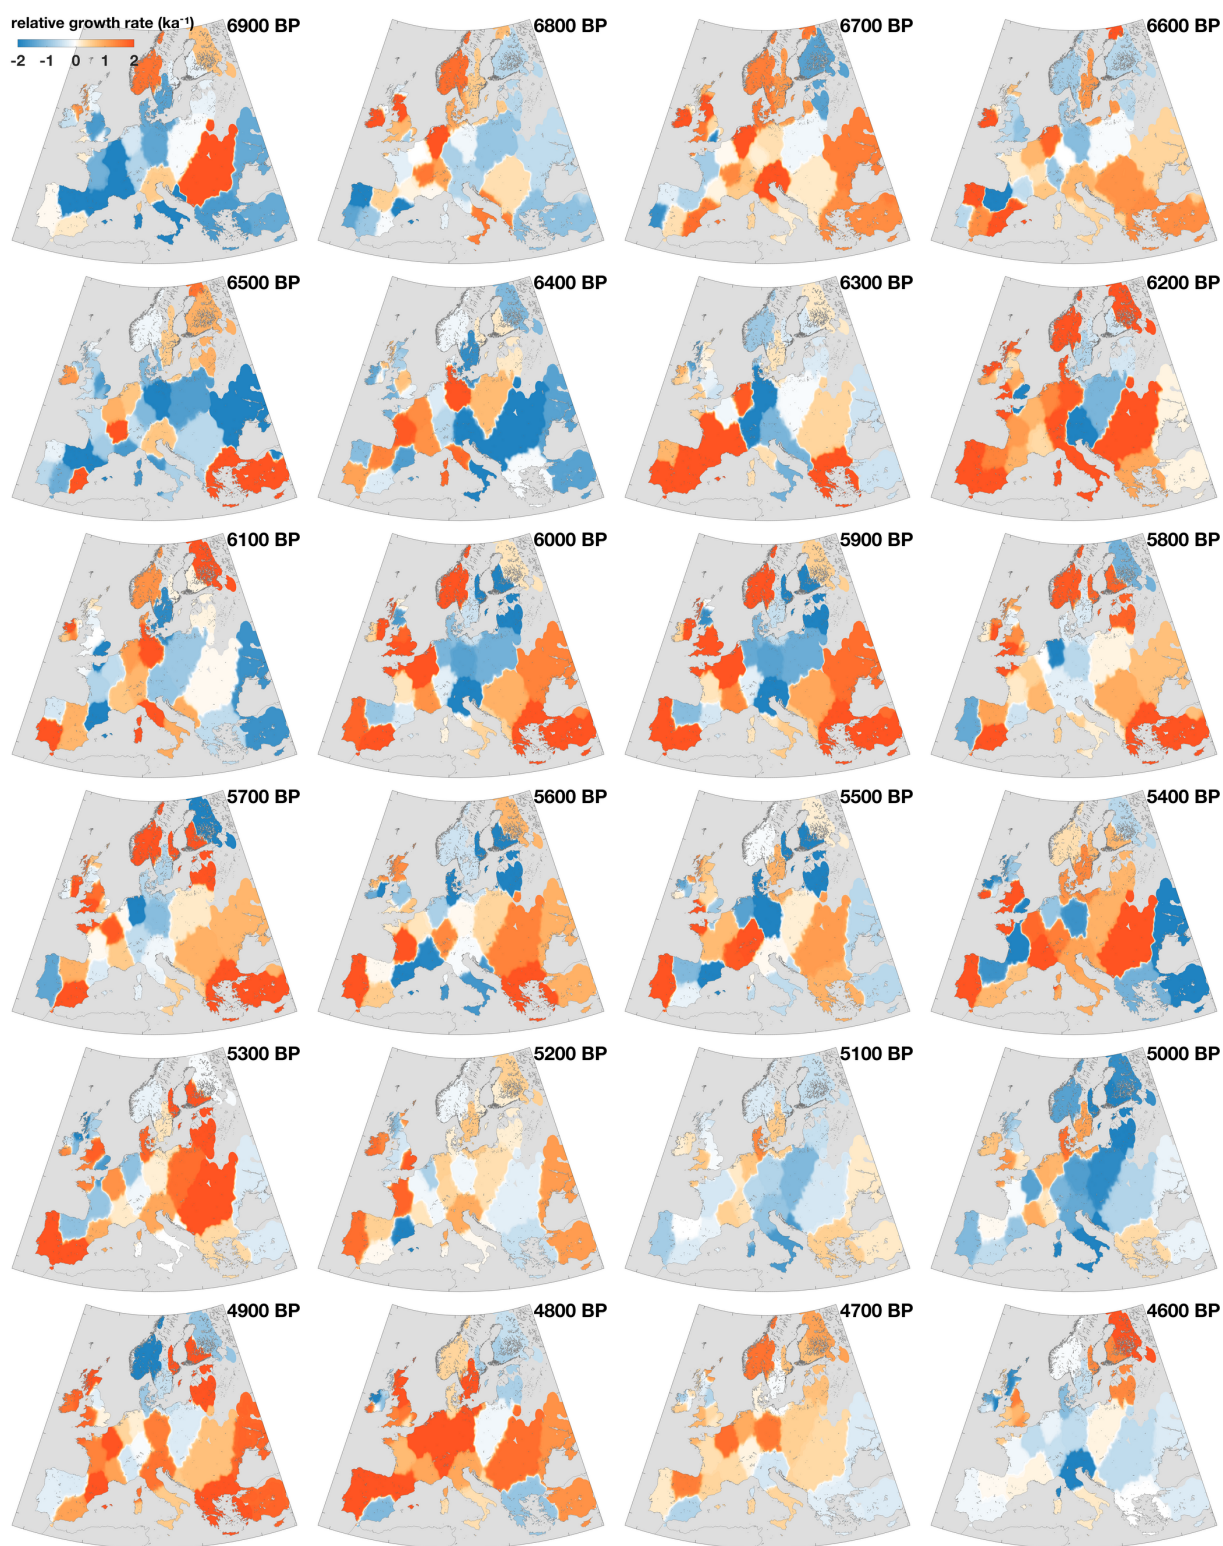 relative growth rate (ka⁻¹)
-2 -1 0 1 2
6900 BP
6800 BP
6700 BP
6600 BP
6500 BP
6400 BP
6300 BP
6200 BP
6100 BP
6000 BP
5900 BP
5800 BP
5700 BP
5600 BP
5500 BP
5400 BP
5300 BP
5200 BP
5100 BP
5000 BP
4900 BP
4800 BP
4700 BP
4600 BP